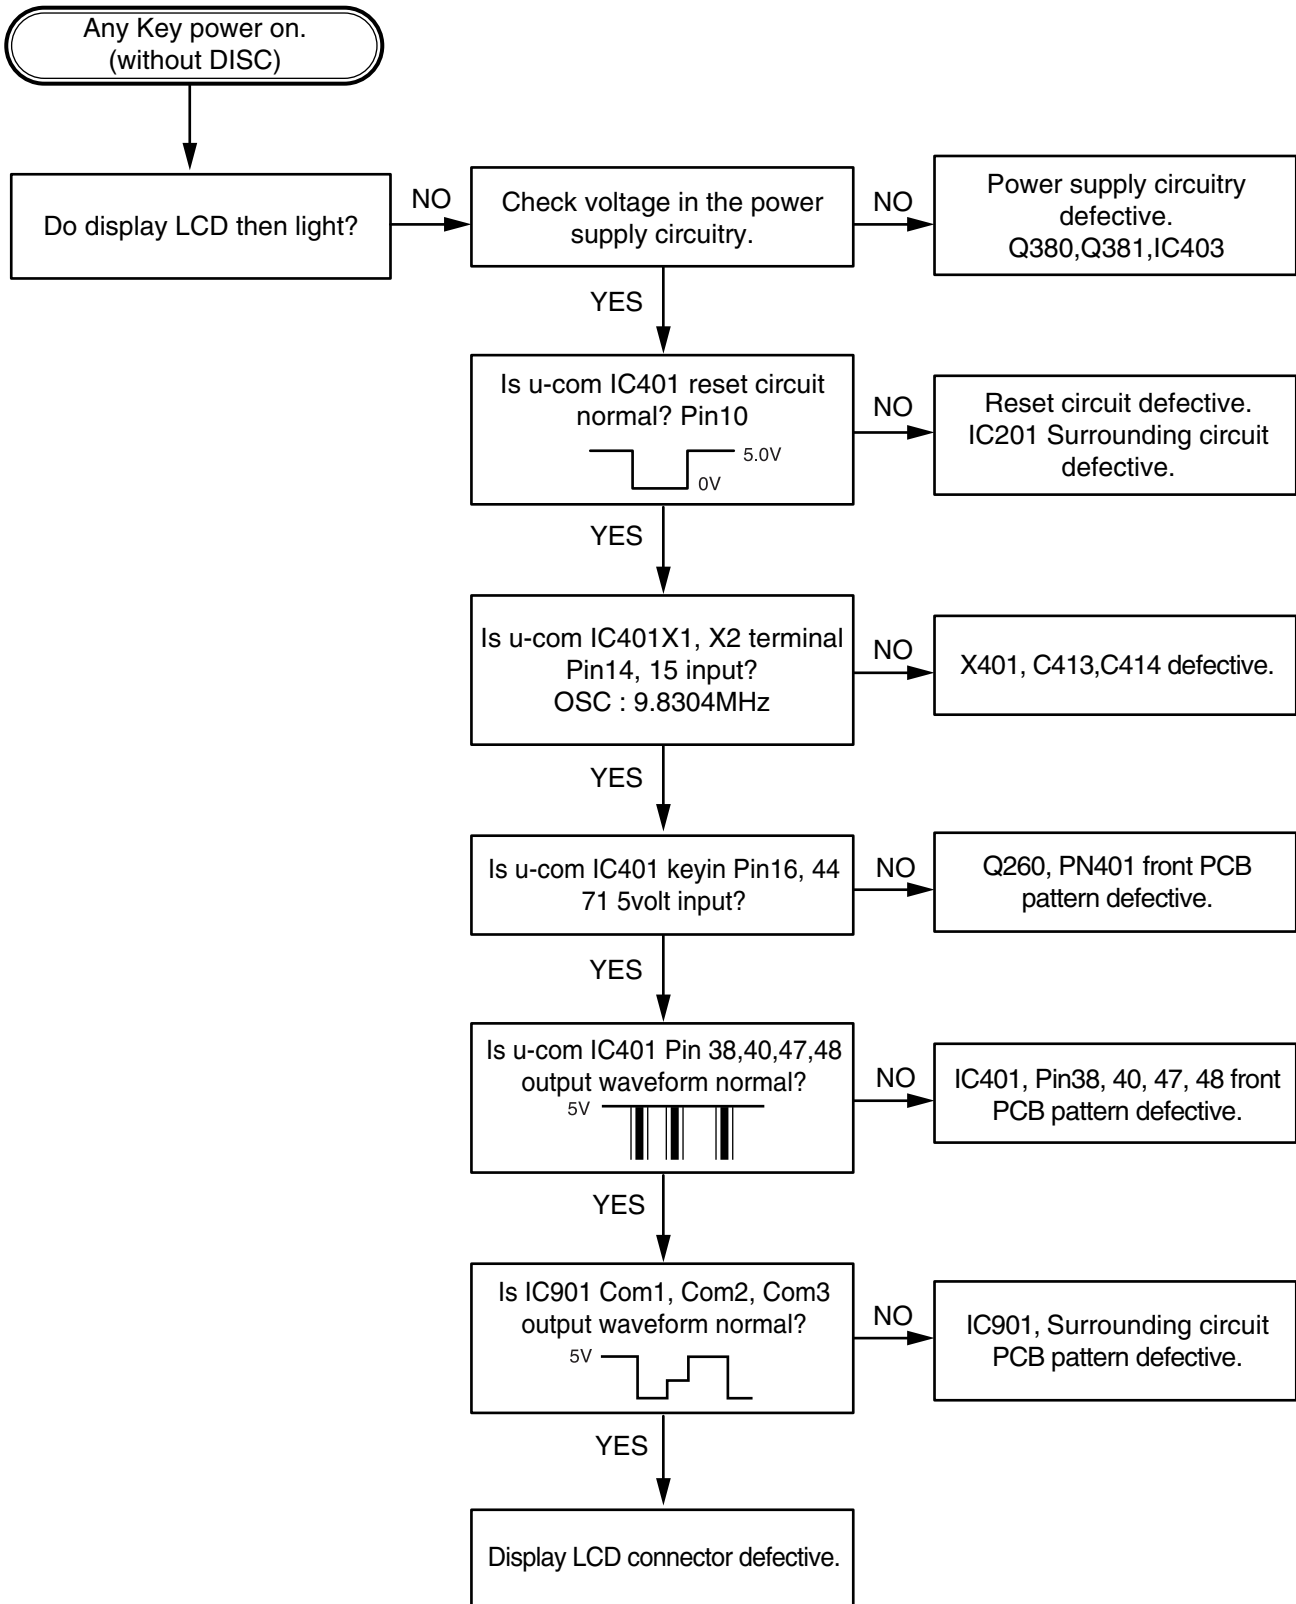 Any Key power on.
(without DISC)
Do display LCD then light?
NO
Check voltage in the power
supply circuitry.
NO
Power supply circuitry
defective.
Q380,Q381,IC403
YES
Is u-com IC401 reset circuit
normal? Pin10
5.0V
0V
NO
Reset circuit defective.
IC201 Surrounding circuit
defective.
YES
Is u-com IC401X1, X2 terminal
Pin14, 15 input?
OSC : 9.8304MHz
NO
X401, C413,C414 defective.
YES
Is u-com IC401 keyin Pin16, 44
71 5volt input?
NO
Q260, PN401 front PCB
pattern defective.
YES
Is u-com IC401 Pin 38,40,47,48
output waveform normal?
5V
NO
IC401, Pin38, 40, 47, 48 front
PCB pattern defective.
YES
Is IC901 Com1, Com2, Com3
output waveform normal?
5V
NO
IC901, Surrounding circuit
PCB pattern defective.
YES
Display LCD connector defective.